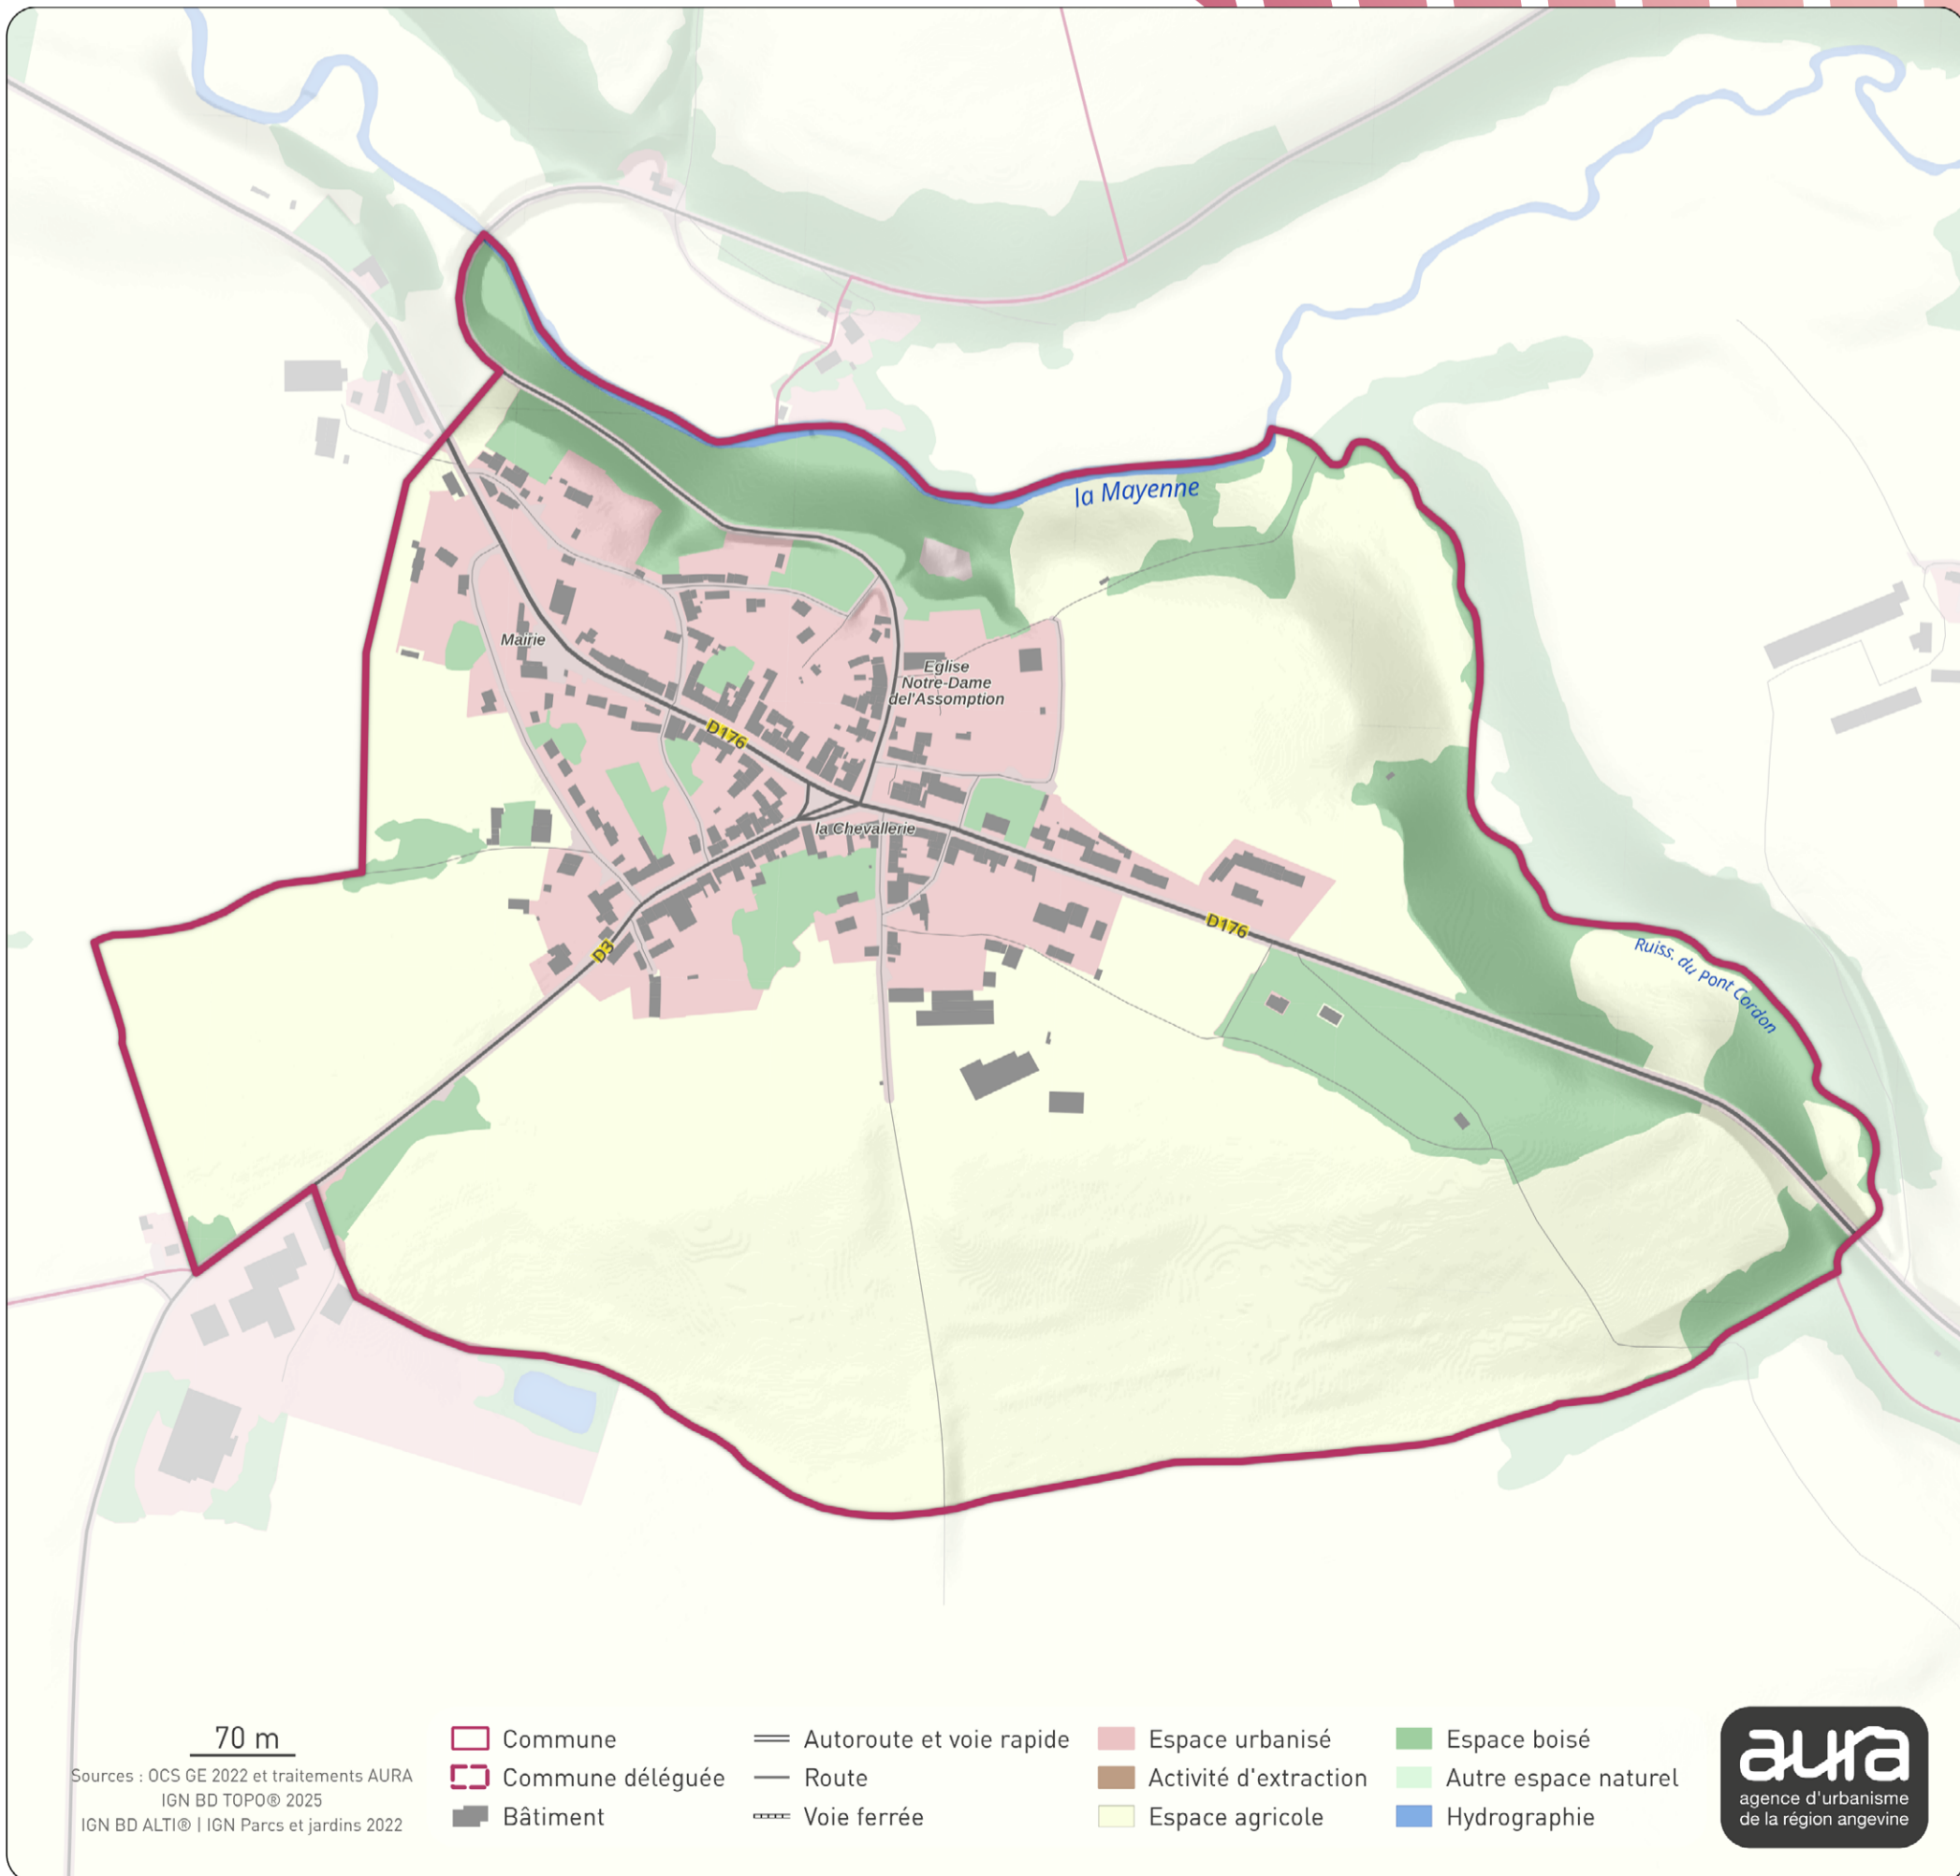 la Mayenne
Mairie
Eglise
Notre-Dame
del'Assomption
D176
la Chevallerie
D176
D3
Ruiss. du Pont Cordon
70 m
Sources : OCS GE 2022 et traitements AURA
IGN BD TOPO® 2025
IGN BD ALTI® | IGN Parcs et jardins 2022
Commune
Commune déléguée
Bâtiment
Autoroute et voie rapide
Route
Voie ferrée
Espace urbanisé
Activité d'extraction
Espace agricole
Espace boisé
Autre espace naturel
Hydrographie
aura
agence d'urbanisme
de la région angevine